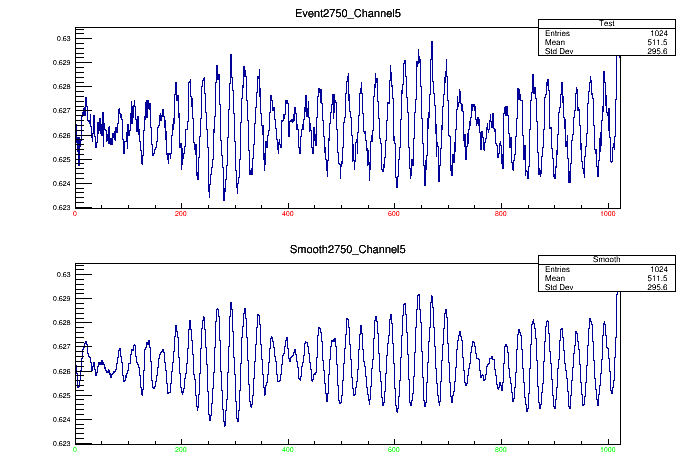 Event2750_Channel5
Test
Entries 1024
Mean 511.5
Std Dev 295.6
0.63
0.629
0.628
0.627
0.626
0.625
0.624
0.623
0 200 400 600 800 1000
Smooth2750_Channel5
Smooth
Entries 1024
Mean 511.5
Std Dev 295.6
0.63
0.629
0.628
0.627
0.626
0.625
0.624
0.623
0 200 400 600 800 1000